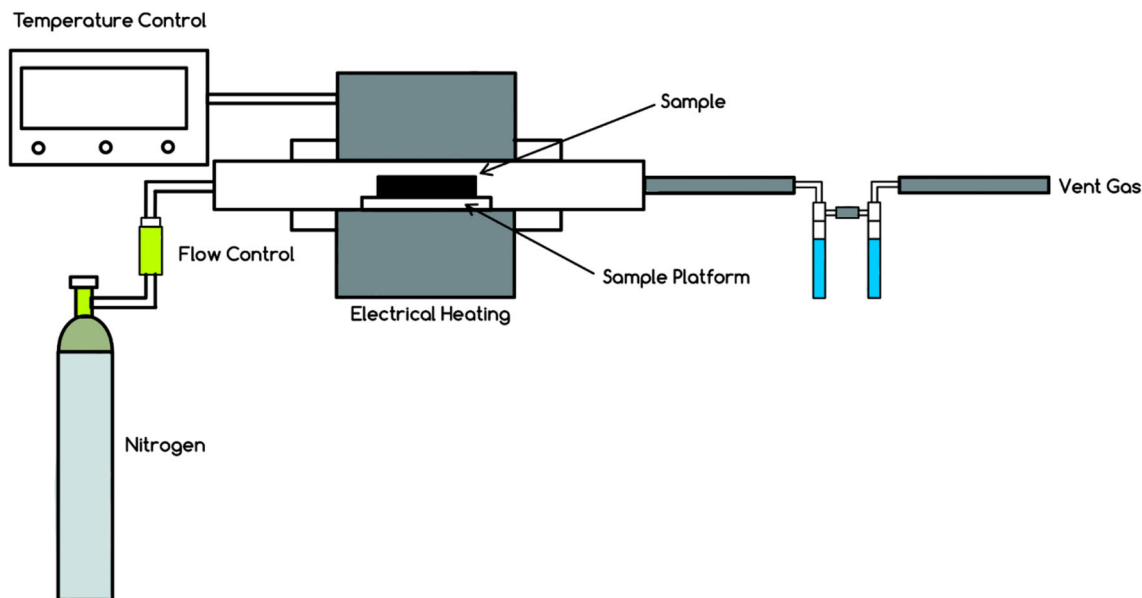 Temperature Control
Sample
Vent Gas
Flow Control
Sample Platform
Electrical Heating
Nitrogen